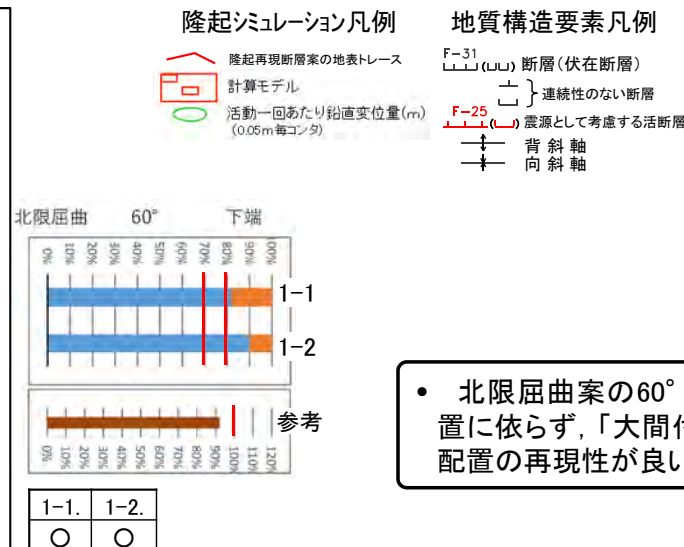 隆起シミュレーション凡例
隆起再現断層案の地表トレース
計算モデル
活動一回あたり鉛直変位量(m)
(0.05m毎コンタ)
地質構造要素凡例
F-31
断層(伏在断層)
連続性のない断層
F-25
震源として考慮する活断層
背斜軸
向斜軸
北限屈曲 60° 下端
0% 10% 20% 30% 40% 50% 60% 70% 80% 90% 100%
1-1
1-2
参考
0% 10% 20% 30% 40% 50% 60% 70% 80% 90% 100% 110% 120%
1-1. 1-2.
○ ○
• 北限屈曲案の60°
置に依らず,「大間付
配置の再現性が良い